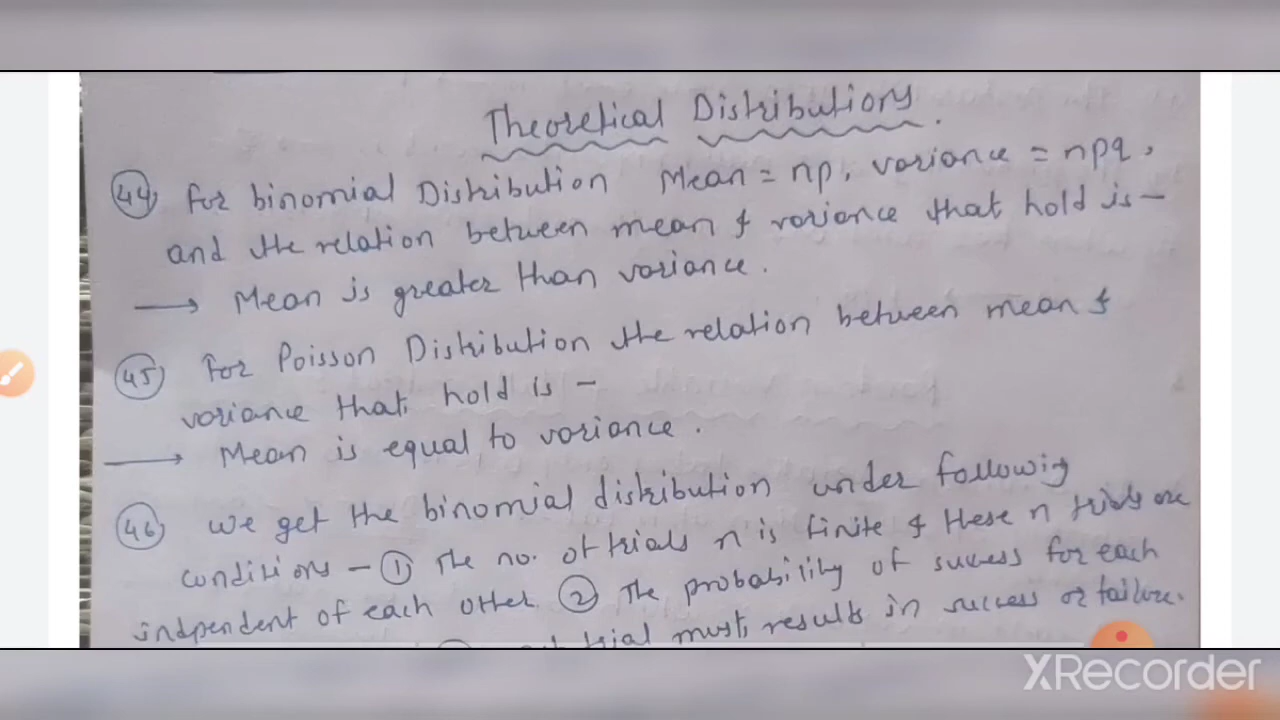 Theoretical Distributions.
44 for binomial Distribution Mean = np, variance = npq,
and the relation between mean & variance that hold is –
→ Mean is greater than variance.
45 for Poisson Distribution the relation between mean &
variance that, hold is –
→ Mean is equal to variance.
46 we get the binomial distribution under following
conditions – 1 The no. of trials n is finite & these n trials are
indpendent of each other. 2 The probability of success for each
trial must, results in success or failure.
XRecorder